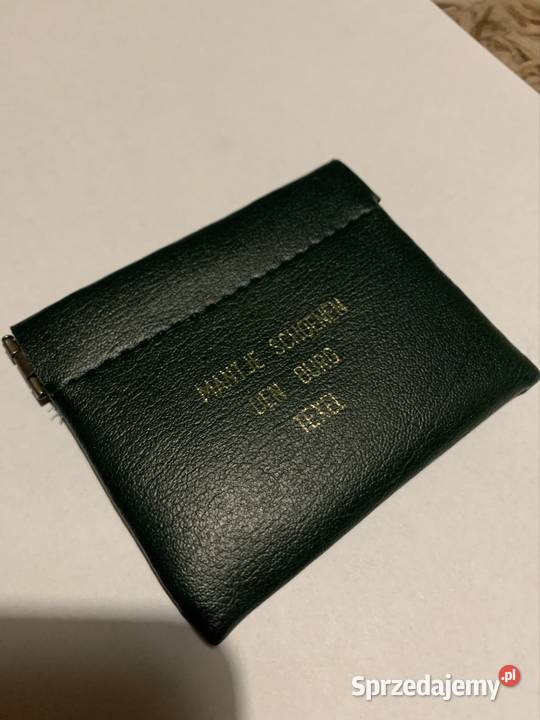 MANTJE SCHOENEN
DEN BURG
TEXEL
Sprzedajemy.pl